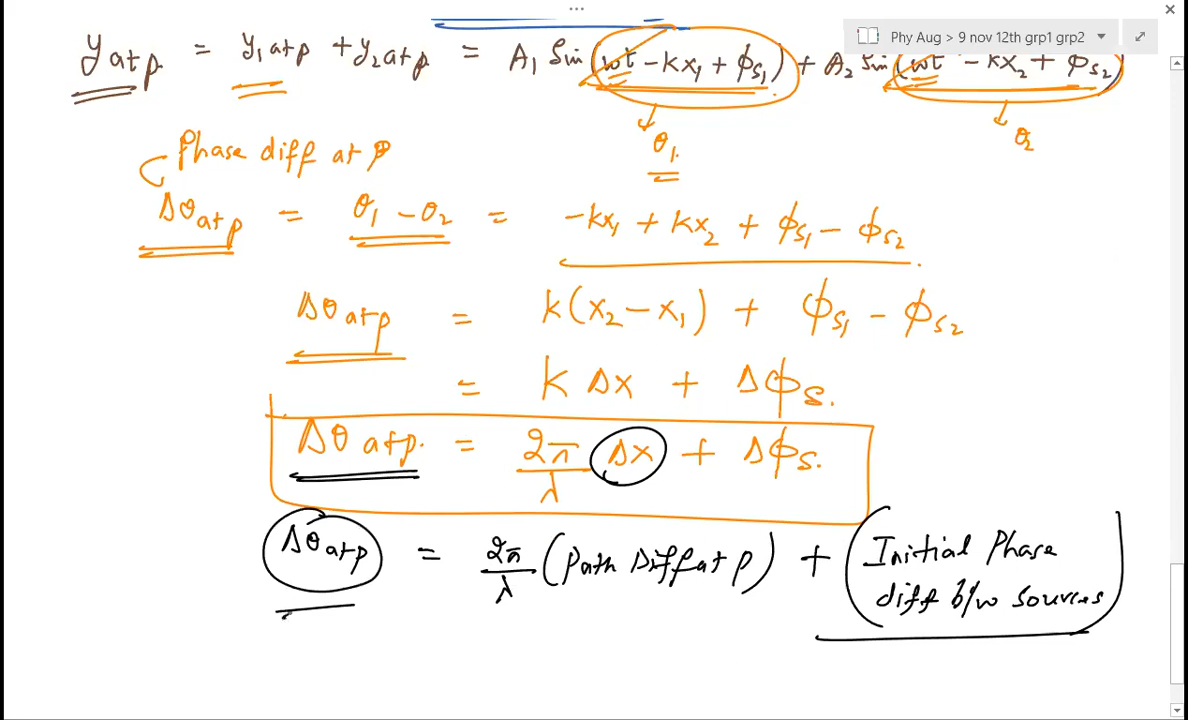 Phy Aug > 9 nov 12th grp1 grp2
y at p = y₁ at p + y₂ at p = A₁ Sin(ωt - kx₁ + ϕs₁) + A₂ Sin(ωt - kx₂ + ϕs₂)
θ₁ θ₂
Phase diff at p
Δθ at p = θ₁ - θ₂ = -kx₁ + kx₂ + ϕs₁ - ϕs₂
Δθ at p = k(x₂ - x₁) + ϕs₁ - ϕs₂
= k Δx + Δϕs.
Δθ at p. = 2π/λ Δx + Δϕs.
Δθ at p = 2π/λ (Path Diff at p) + (Initial Phase
diff b/w sources)